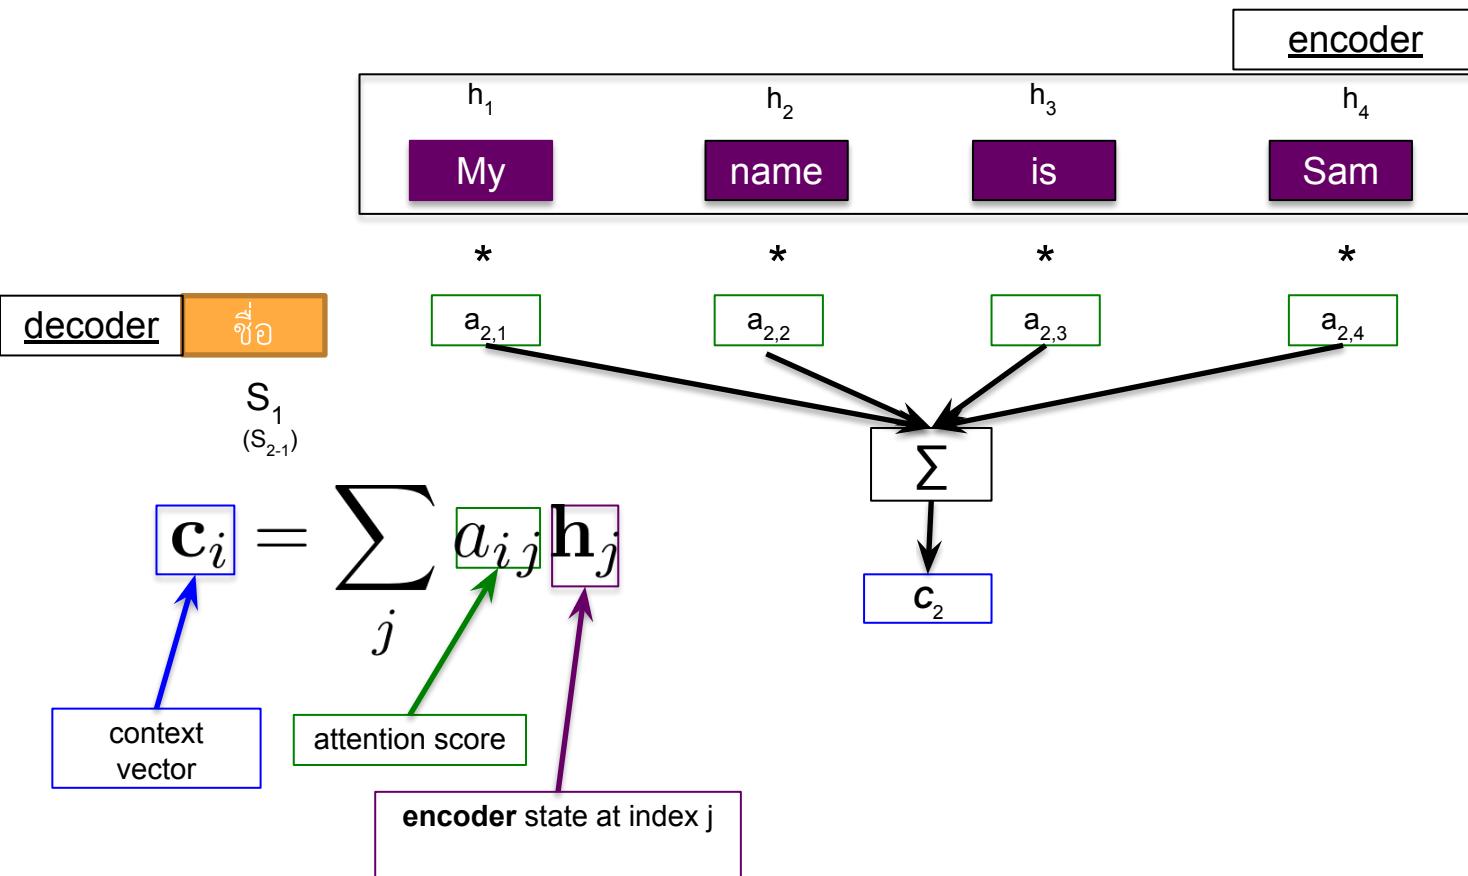 encoder
h1 h2 h3 h4
My name is Sam
* * * *
decoder ชื่อ a2,1 a2,2 a2,3 a2,4
S1
(S2-1)
∑
ci = ∑j aij hj
c2
context
vector
attention score
encoder state at index j